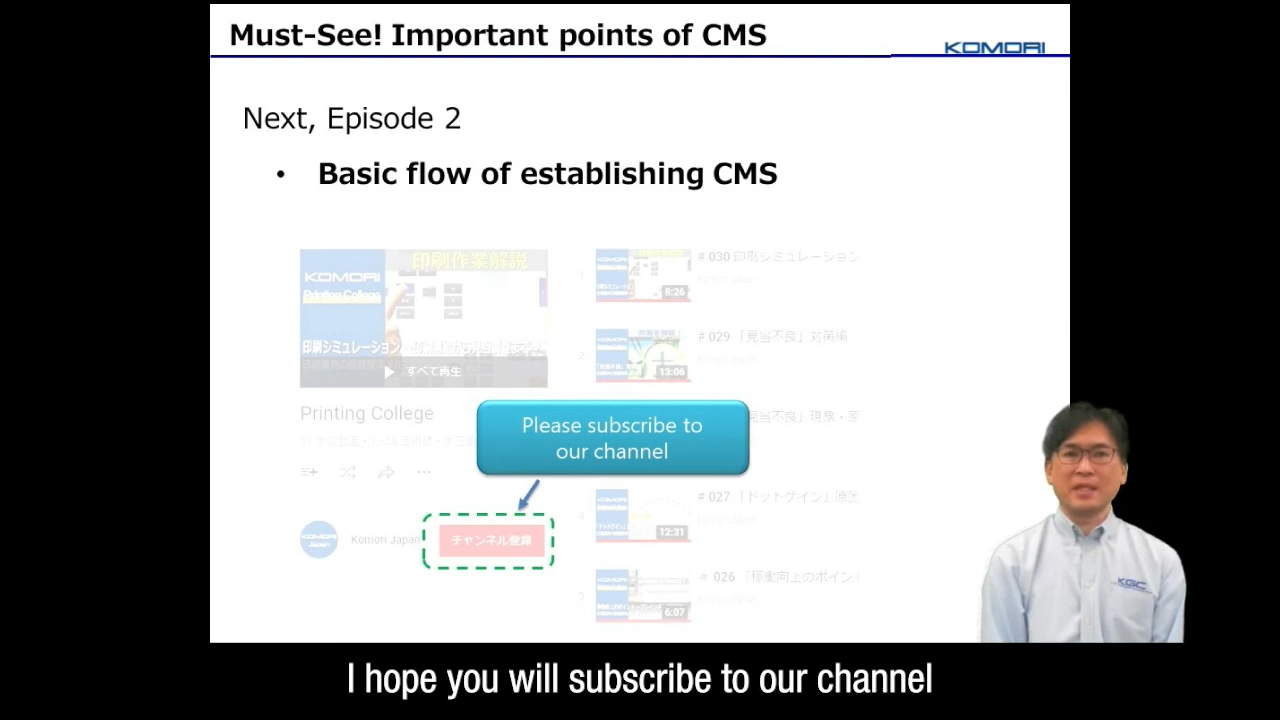 Must-See! Important points of CMS
KOMORI
Next, Episode 2
• Basic flow of establishing CMS
印刷作業解説
KOMORI
Printing College
印刷シミュレーション
すべて再生
Printing College
Komori Japan
チャンネル登録
Please subscribe to
our channel
# 030 印刷シミュレーション
8:26
# 029 「見当不良」対策編
13:06
見当不良」現象・原
# 027 「ドットゲイン」原因
12:31
# 026 「稼働向上のポイント
6:07
KGC
I hope you will subscribe to our channel